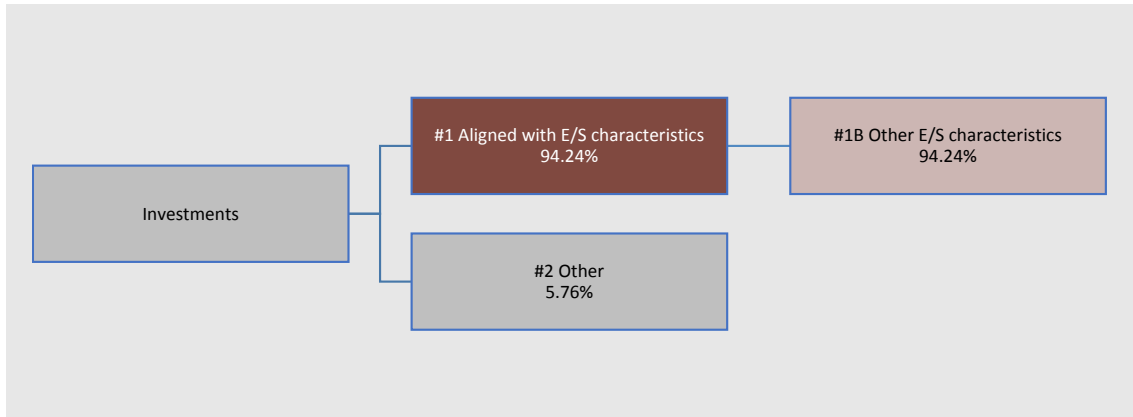 Investments
#1 Aligned with E/S characteristics
94.24%
#1B Other E/S characteristics
94.24%
#2 Other
5.76%